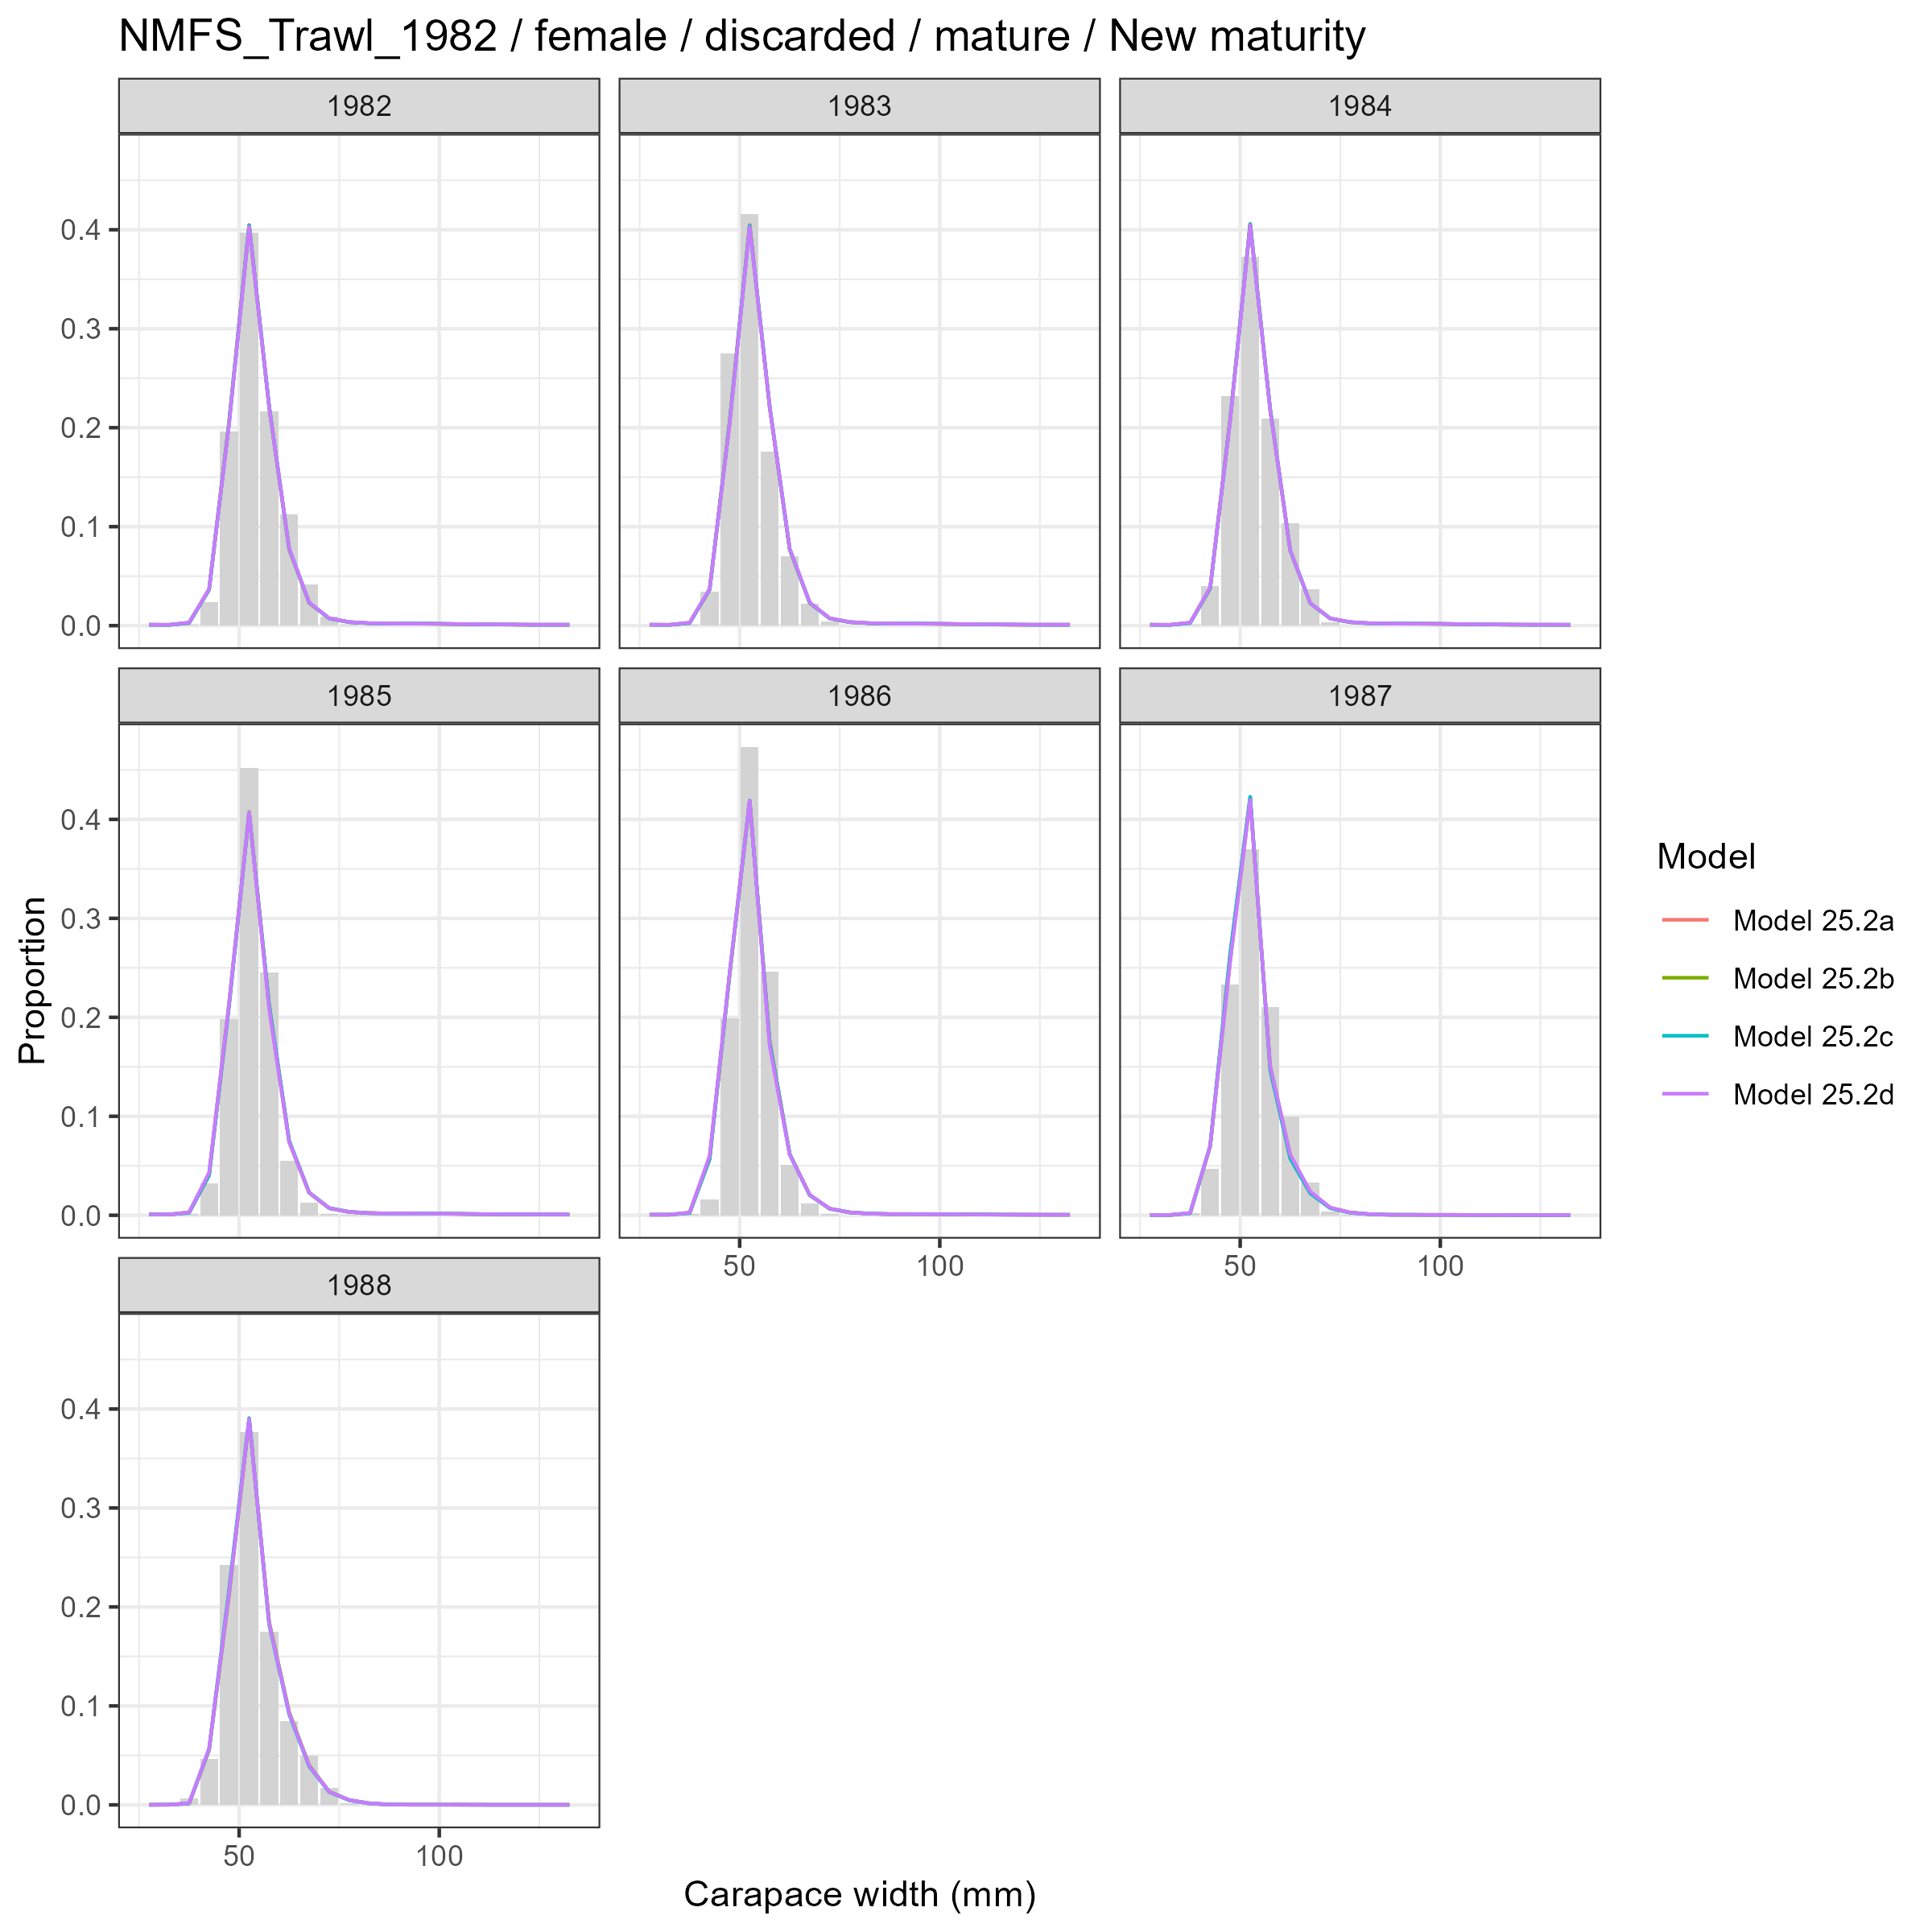 NMFS_Trawl_1982 / female / discarded / mature / New maturity
1982 1983 1984
0.4
0.3
0.2
0.1
0.0
1985 1986 1987
0.4
0.3
0.2
0.1
0.0
50 100 50 100
1988
0.4
0.3
0.2
0.1
0.0
50 100
Carapace width (mm)
Proportion
Model
Model 25.2a
Model 25.2b
Model 25.2c
Model 25.2d